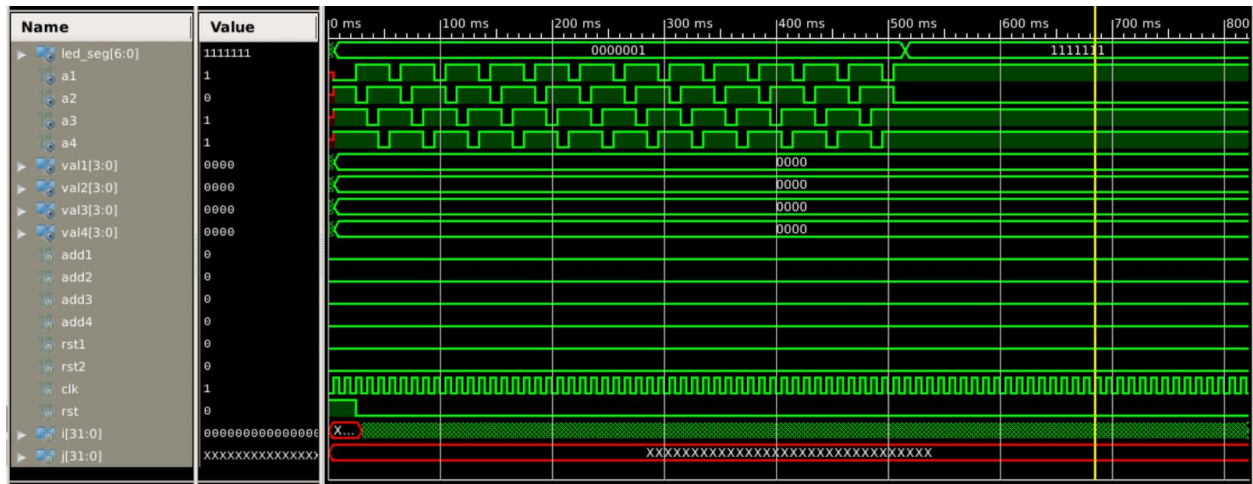 Name Value 0 ms 100 ms 200 ms 300 ms 400 ms 500 ms 600 ms 700 ms 800
led_seg[6:0] 1111111 0000001 1111111
a1 1
a2 0
a3 1
a4 1
val1[3:0] 0000 0000
val2[3:0] 0000 0000
val3[3:0] 0000 0000
val4[3:0] 0000 0000
add1 0
add2 0
add3 0
add4 0
rst1 0
rst2 0
clk 1
rst 0
i[31:0] 000000000000000 X...
j[31:0] XXXXXXXXXXXXXXX XXXXXXXXXXXXXXXXXXXXXXXXXXXXXXXX